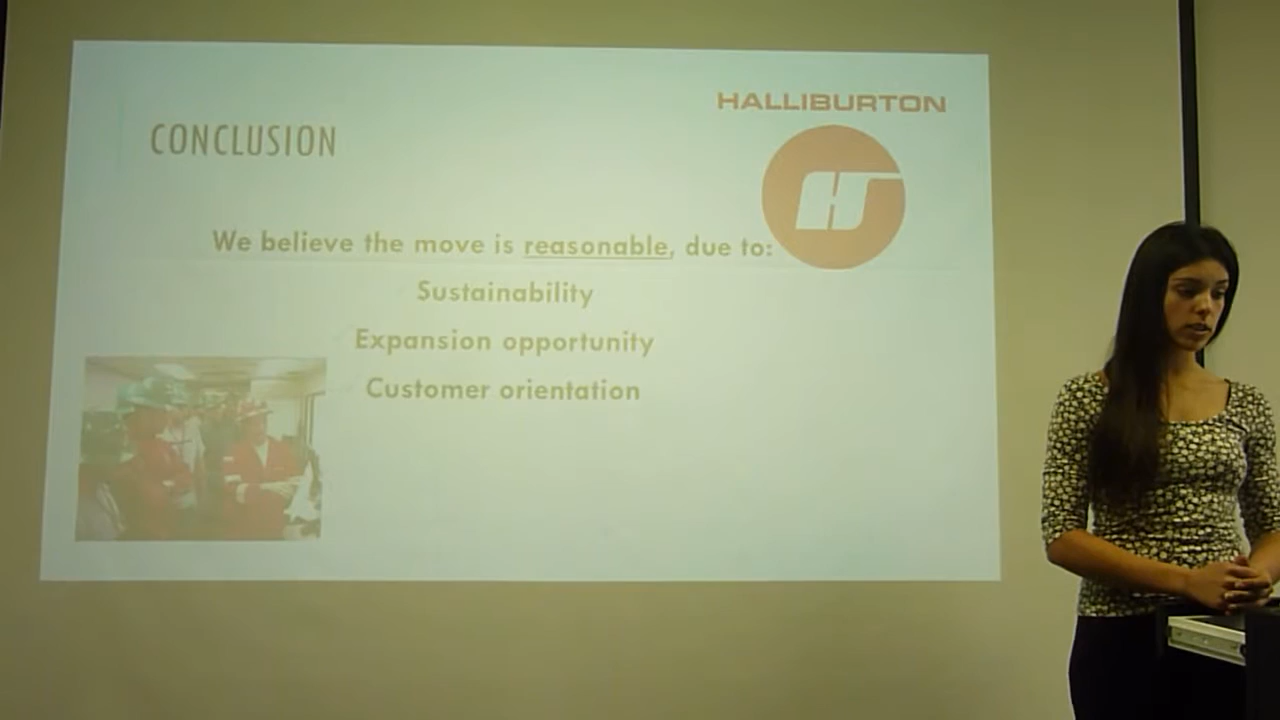 HALLIBURTON
CONCLUSION
H
We believe the move is reasonable, due to:
Sustainability
Expansion opportunity
Customer orientation